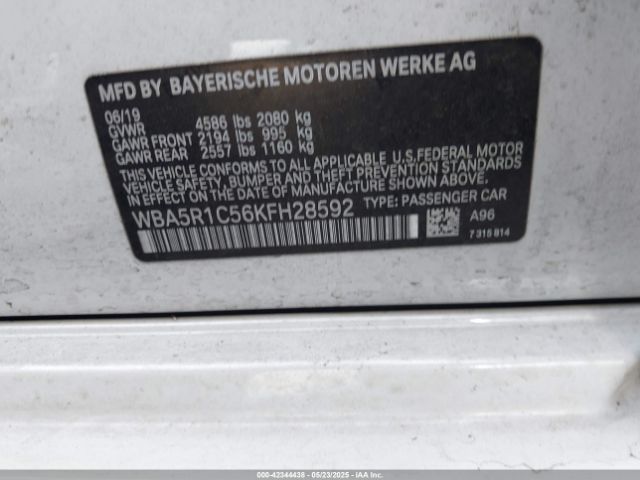 MFD BY BAYERISCHE MOTOREN WERKE AG
06/19
GVWR 4586 lbs 2080 kg
GAWR FRONT 2194 lbs 995 kg
GAWR REAR 2557 lbs 1160 kg
THIS VEHICLE CONFORMS TO ALL APPLICABLE U.S. FEDERAL MOTOR
VEHICLE SAFETY, BUMPER AND THEFT PREVENTION STANDARDS
IN EFFECT ON THE DATE OF MANUFACTURE SHOWN ABOVE.
WBA5R1C56KFH28592 TYPE: PASSENGER CAR
A96
7 316 814
000-42344438 - 05/23/2025 - IAA Inc.